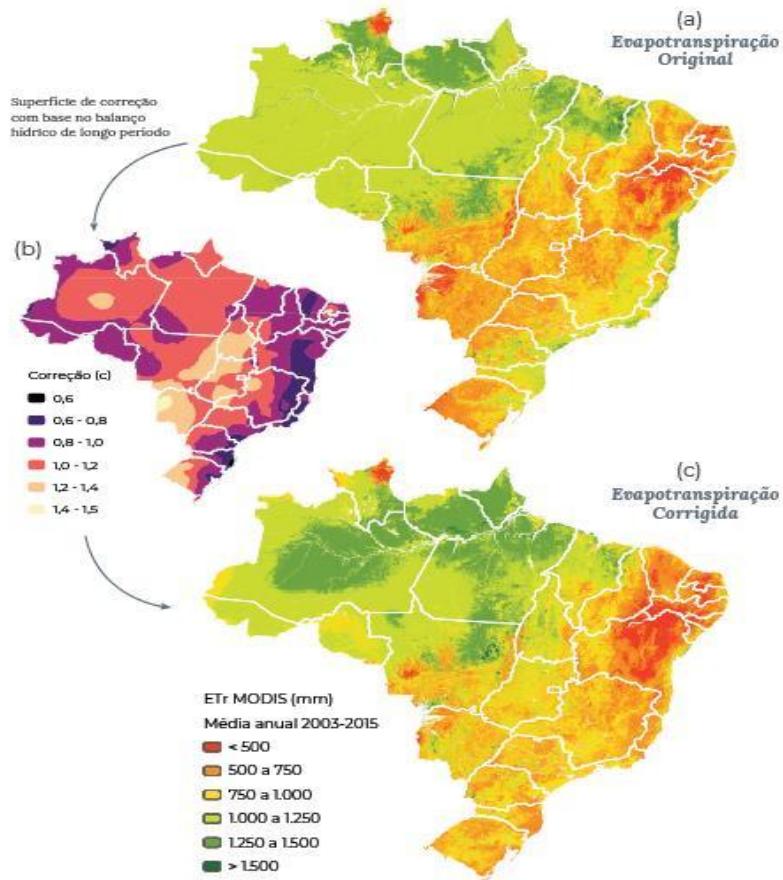 (a)
Evapotranspiração
Original
Superfície de correção
com base no balanço
hídrico de longo período
(b)
Correção (c)
0,6
0,6 - 0,8
0,8 - 1,0
1,0 - 1,2
1,2 - 1,4
1,4 - 1,5
(c)
Evapotranspiração
Corrigida
ETr MODIS (mm)
Média anual 2003-2015
< 500
500 a 750
750 a 1.000
1.000 a 1.250
1.250 a 1.500
> 1.500